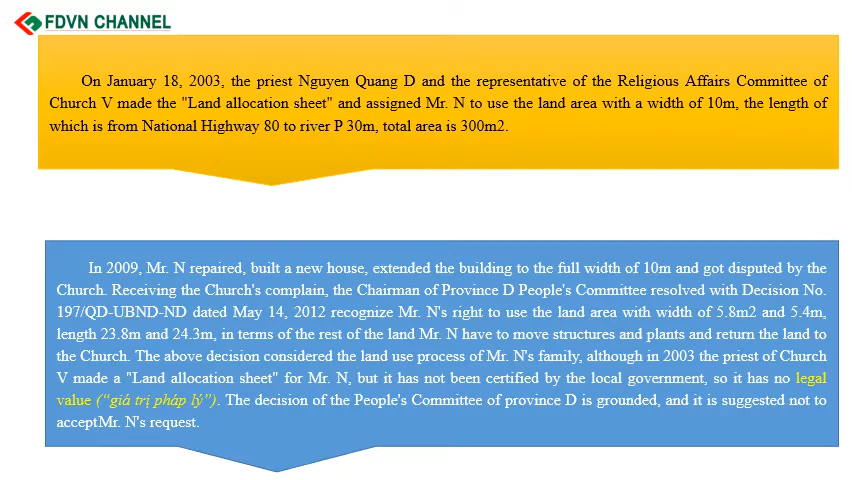 FDVN CHANNEL
On January 18, 2003, the priest Nguyen Quang D and the representative of the Religious Affairs Committee of
Church V made the "Land allocation sheet" and assigned Mr. N to use the land area with a width of 10m, the length of
which is from National Highway 80 to river P 30m, total area is 300m2.
In 2009, Mr. N repaired, built a new house, extended the building to the full width of 10m and got disputed by the
Church. Receiving the Church's complain, the Chairman of Province D People's Committee resolved with Decision No.
197/QD-UBND-ND dated May 14, 2012 recognize Mr. N's right to use the land area with width of 5.8m2 and 5.4m,
length 23.8m and 24.3m, in terms of the rest of the land Mr. N have to move structures and plants and return the land to
the Church. The above decision considered the land use process of Mr. N's family, although in 2003 the priest of Church
V made a "Land allocation sheet" for Mr. N, but it has not been certified by the local government, so it has no legal
value (“giá trị pháp lý”). The decision of the People's Committee of province D is grounded, and it is suggested not to
acceptMr. N's request.